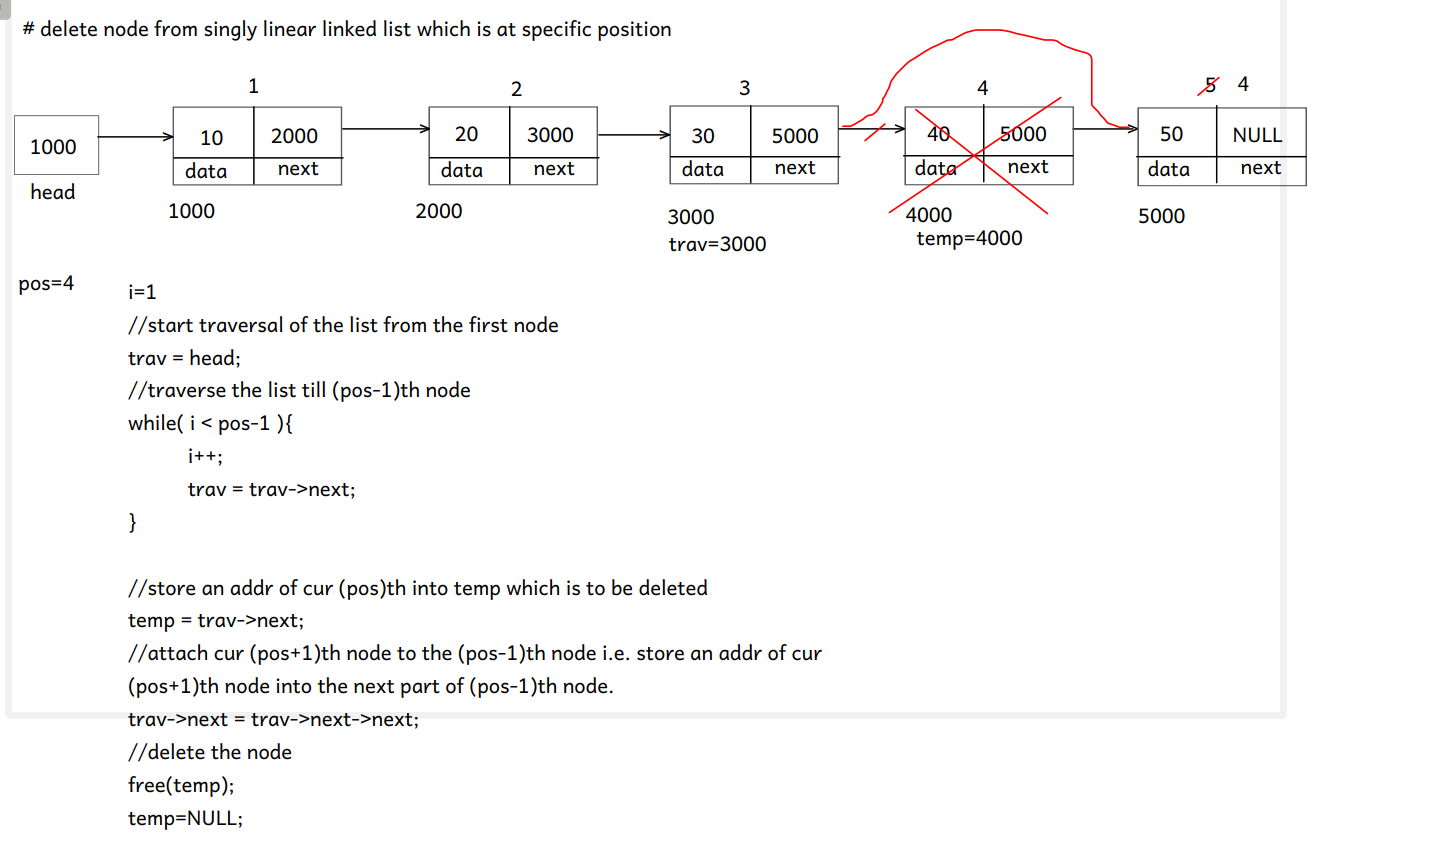 # delete node from singly linear linked list which is at specific position
1 2 3 4 5 4
1000 10 2000 20 3000 30 5000 40 5000 50 NULL
head data next data next data next data next data next
1000 2000 3000 4000 5000
trav=3000 temp=4000
pos=4
i=1
//start traversal of the list from the first node
trav = head;
//traverse the list till (pos-1)th node
while( i < pos-1 ){
i++;
trav = trav->next;
}
//store an addr of cur (pos)th into temp which is to be deleted
temp = trav->next;
//attach cur (pos+1)th node to the (pos-1)th node i.e. store an addr of cur
(pos+1)th node into the next part of (pos-1)th node.
trav->next = trav->next->next;
//delete the node
free(temp);
temp=NULL;